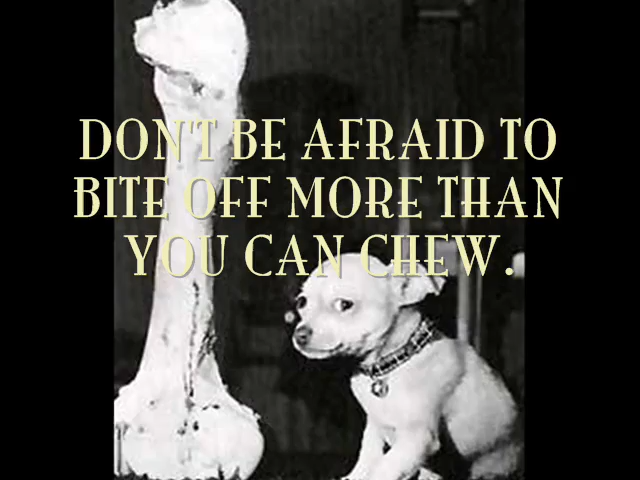 DON'T BE AFRAID TO
BITE OFF MORE THAN
YOU CAN CHEW.